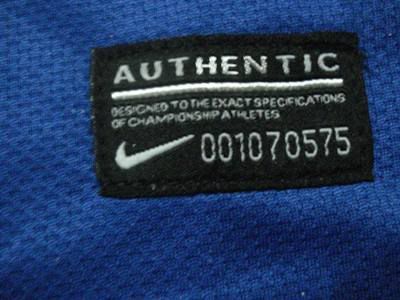 AUTHENTIC
DESIGNED TO THE EXACT SPECIFICATIONS
OF CHAMPIONSHIP ATHLETES
001070575